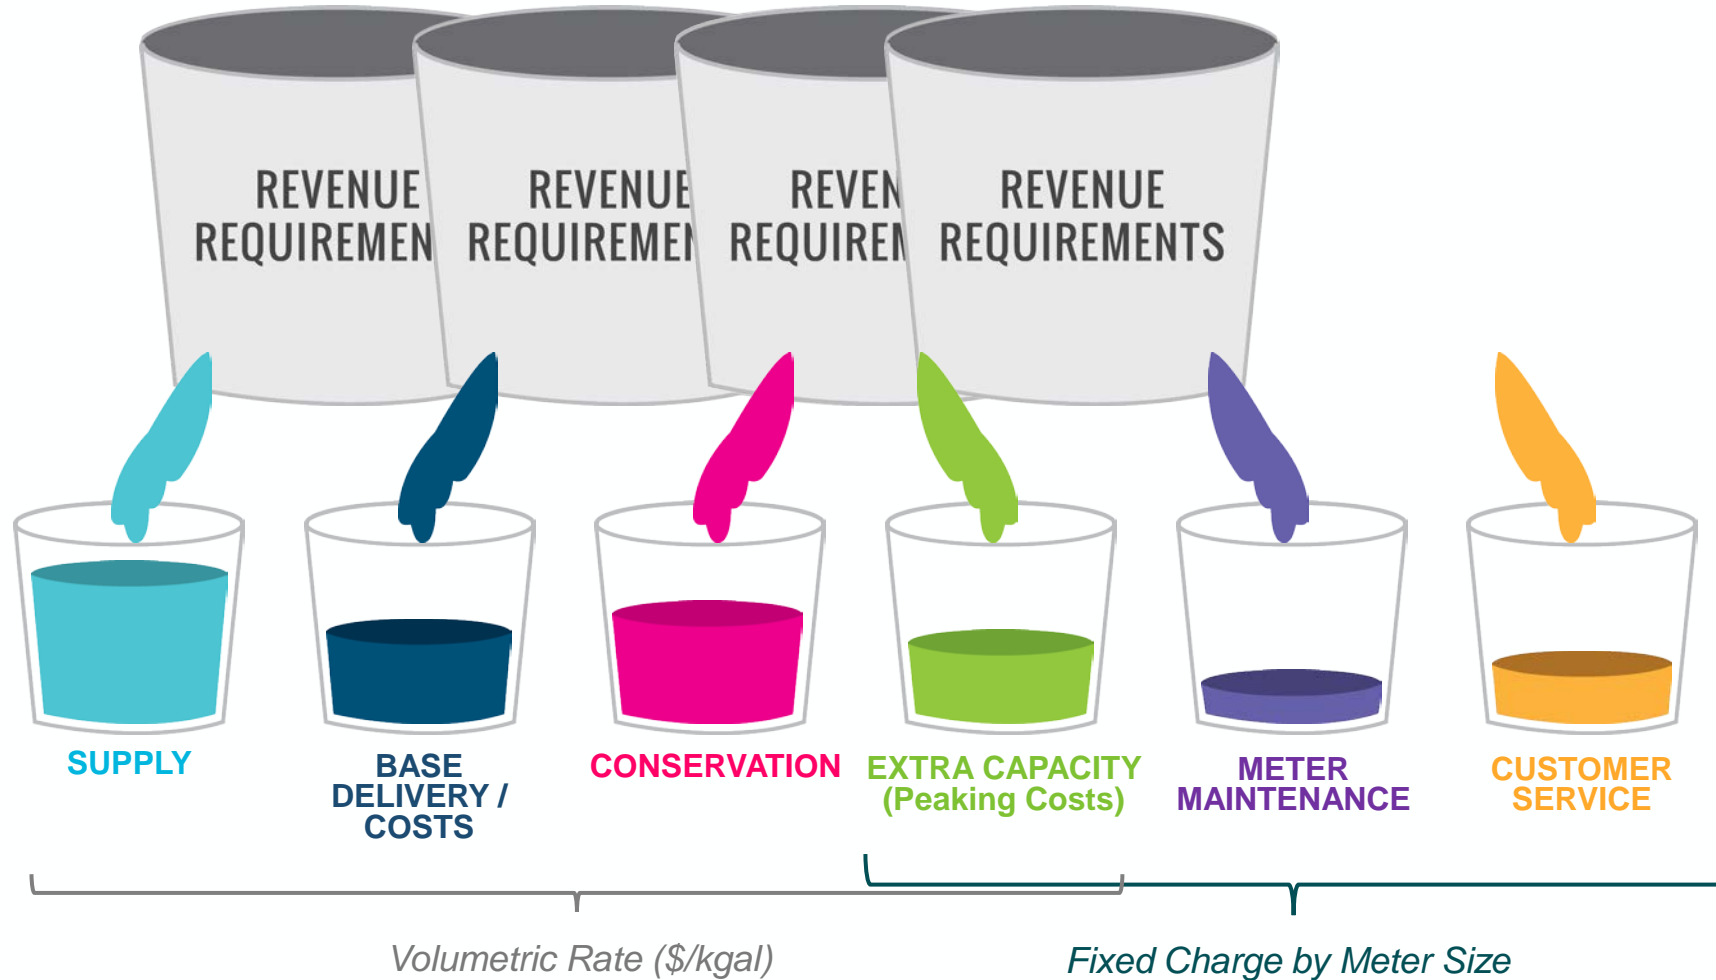 REVENUE
REQUIREMEN
REVENUE
REQUIREMEN
REVEN
REQUIREM
REVENUE
REQUIREMENTS
SUPPLY
BASE
DELIVERY /
COSTS
CONSERVATION
EXTRA CAPACITY
(Peaking Costs)
METER
MAINTENANCE
CUSTOMER
SERVICE
Volumetric Rate ($/kgal)
Fixed Charge by Meter Size